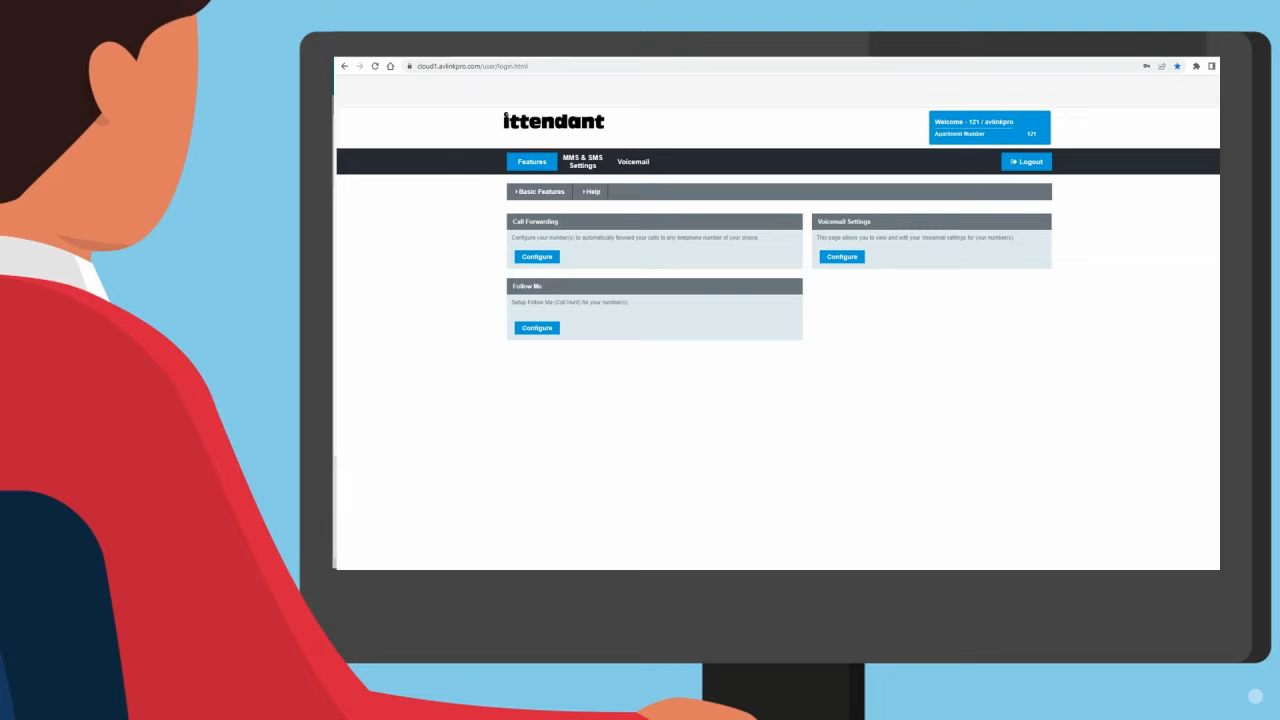 cloud1.avlinkpro.com/user/login.html
ittendant
Welcome - 121 / avlinkpro
Apartment Number 121
Features
MMS & SMS
Settings
Voicemail
Logout
Basic Features
Help
Call Forwarding
Configure your number(s) to automatically forward your calls to any telephone number of your choice.
Configure
Voicemail Settings
This page allows you to view and edit your Voicemail settings for your number(s)
Configure
Follow Me
Setup Follow Me (Call Hunt) for your number(s)
Configure